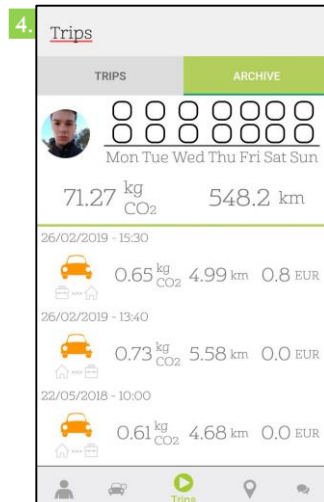 4.
Trips
TRIPS ARCHIVE
Mon Tue Wed Thu Fri Sat Sun
71.27 kg CO2 548.2 km
26/02/2019 - 15:30
0.65 kg CO2 4.99 km 0.8 EUR
26/02/2019 - 13:40
0.73 kg CO2 5.58 km 0.0 EUR
22/05/2018 - 10:00
0.61 kg CO2 4.68 km 0.0 EUR
Trips